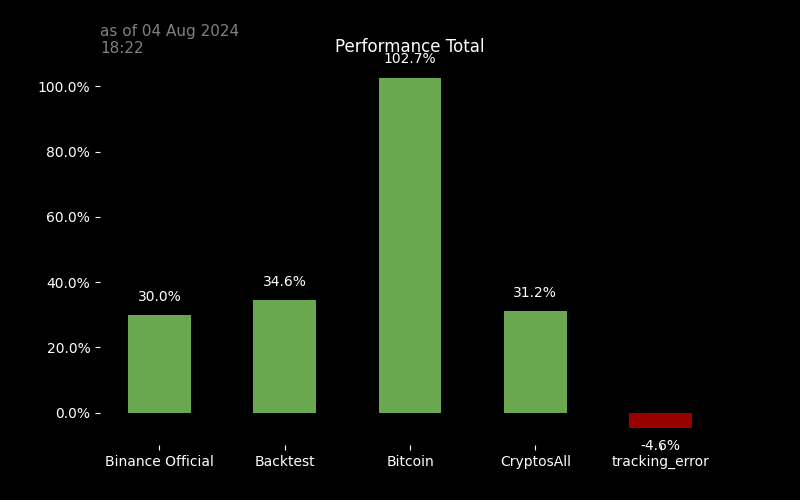 as of 04 Aug 2024
18:22
Performance Total
102.7%
100.0%
80.0%
60.0%
40.0%
20.0%
0.0%
30.0%
34.6%
31.2%
-4.6%
Binance Official
Backtest
Bitcoin
CryptosAll
tracking_error